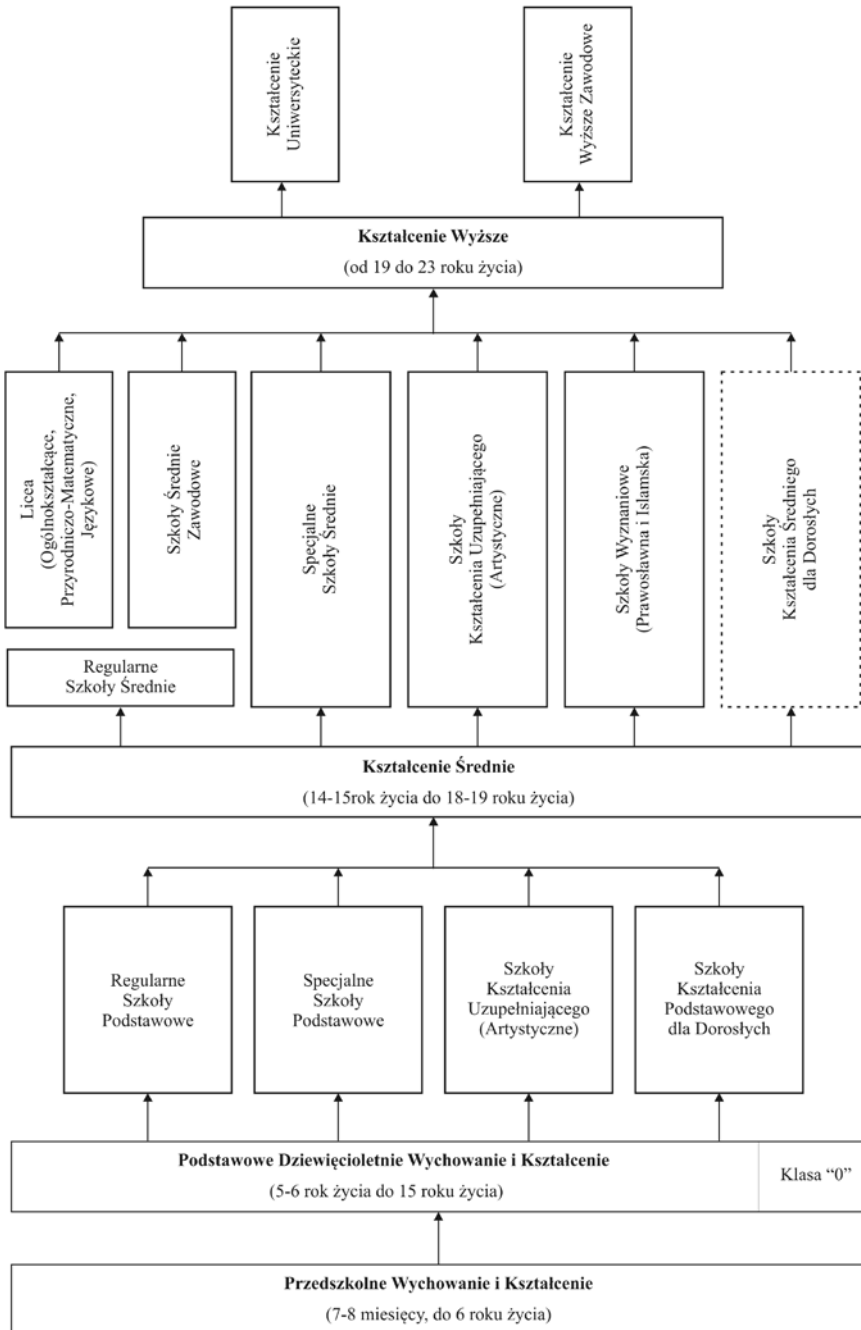 Kształcenie
Uniwersyteckie
Kształcenie
Wyższe Zawodowe
Kształcenie Wyższe
(od 19 do 23 roku życia)
Licea
(Ogólnokształcące,
Przyrodniczo-Matematyczne,
Językowe)
Szkoły Średnie
Zawodowe
Specjalne
Szkoły Średnie
Szkoły
Kształcenia Uzupełniającego
(Artystyczne)
Szkoły Wyznaniowe
(Prawosławna i Islamska)
Szkoły
Kształcenia Średniego
dla Dorosłych
Regularne
Szkoły Średnie
Kształcenie Średnie
(14-15rok życia do 18-19 roku życia)
Regularne
Szkoły
Podstawowe
Specjalne
Szkoły
Podstawowe
Szkoły
Kształcenia
Uzupełniającego
(Artystyczne)
Szkoły
Kształcenia
Podstawowego
dla Dorosłych
Podstawowe Dziewięcioletnie Wychowanie i Kształcenie
(5-6 rok życia do 15 roku życia)
Klasa “0”
Przedszkolne Wychowanie i Kształcenie
(7-8 miesięcy, do 6 roku życia)